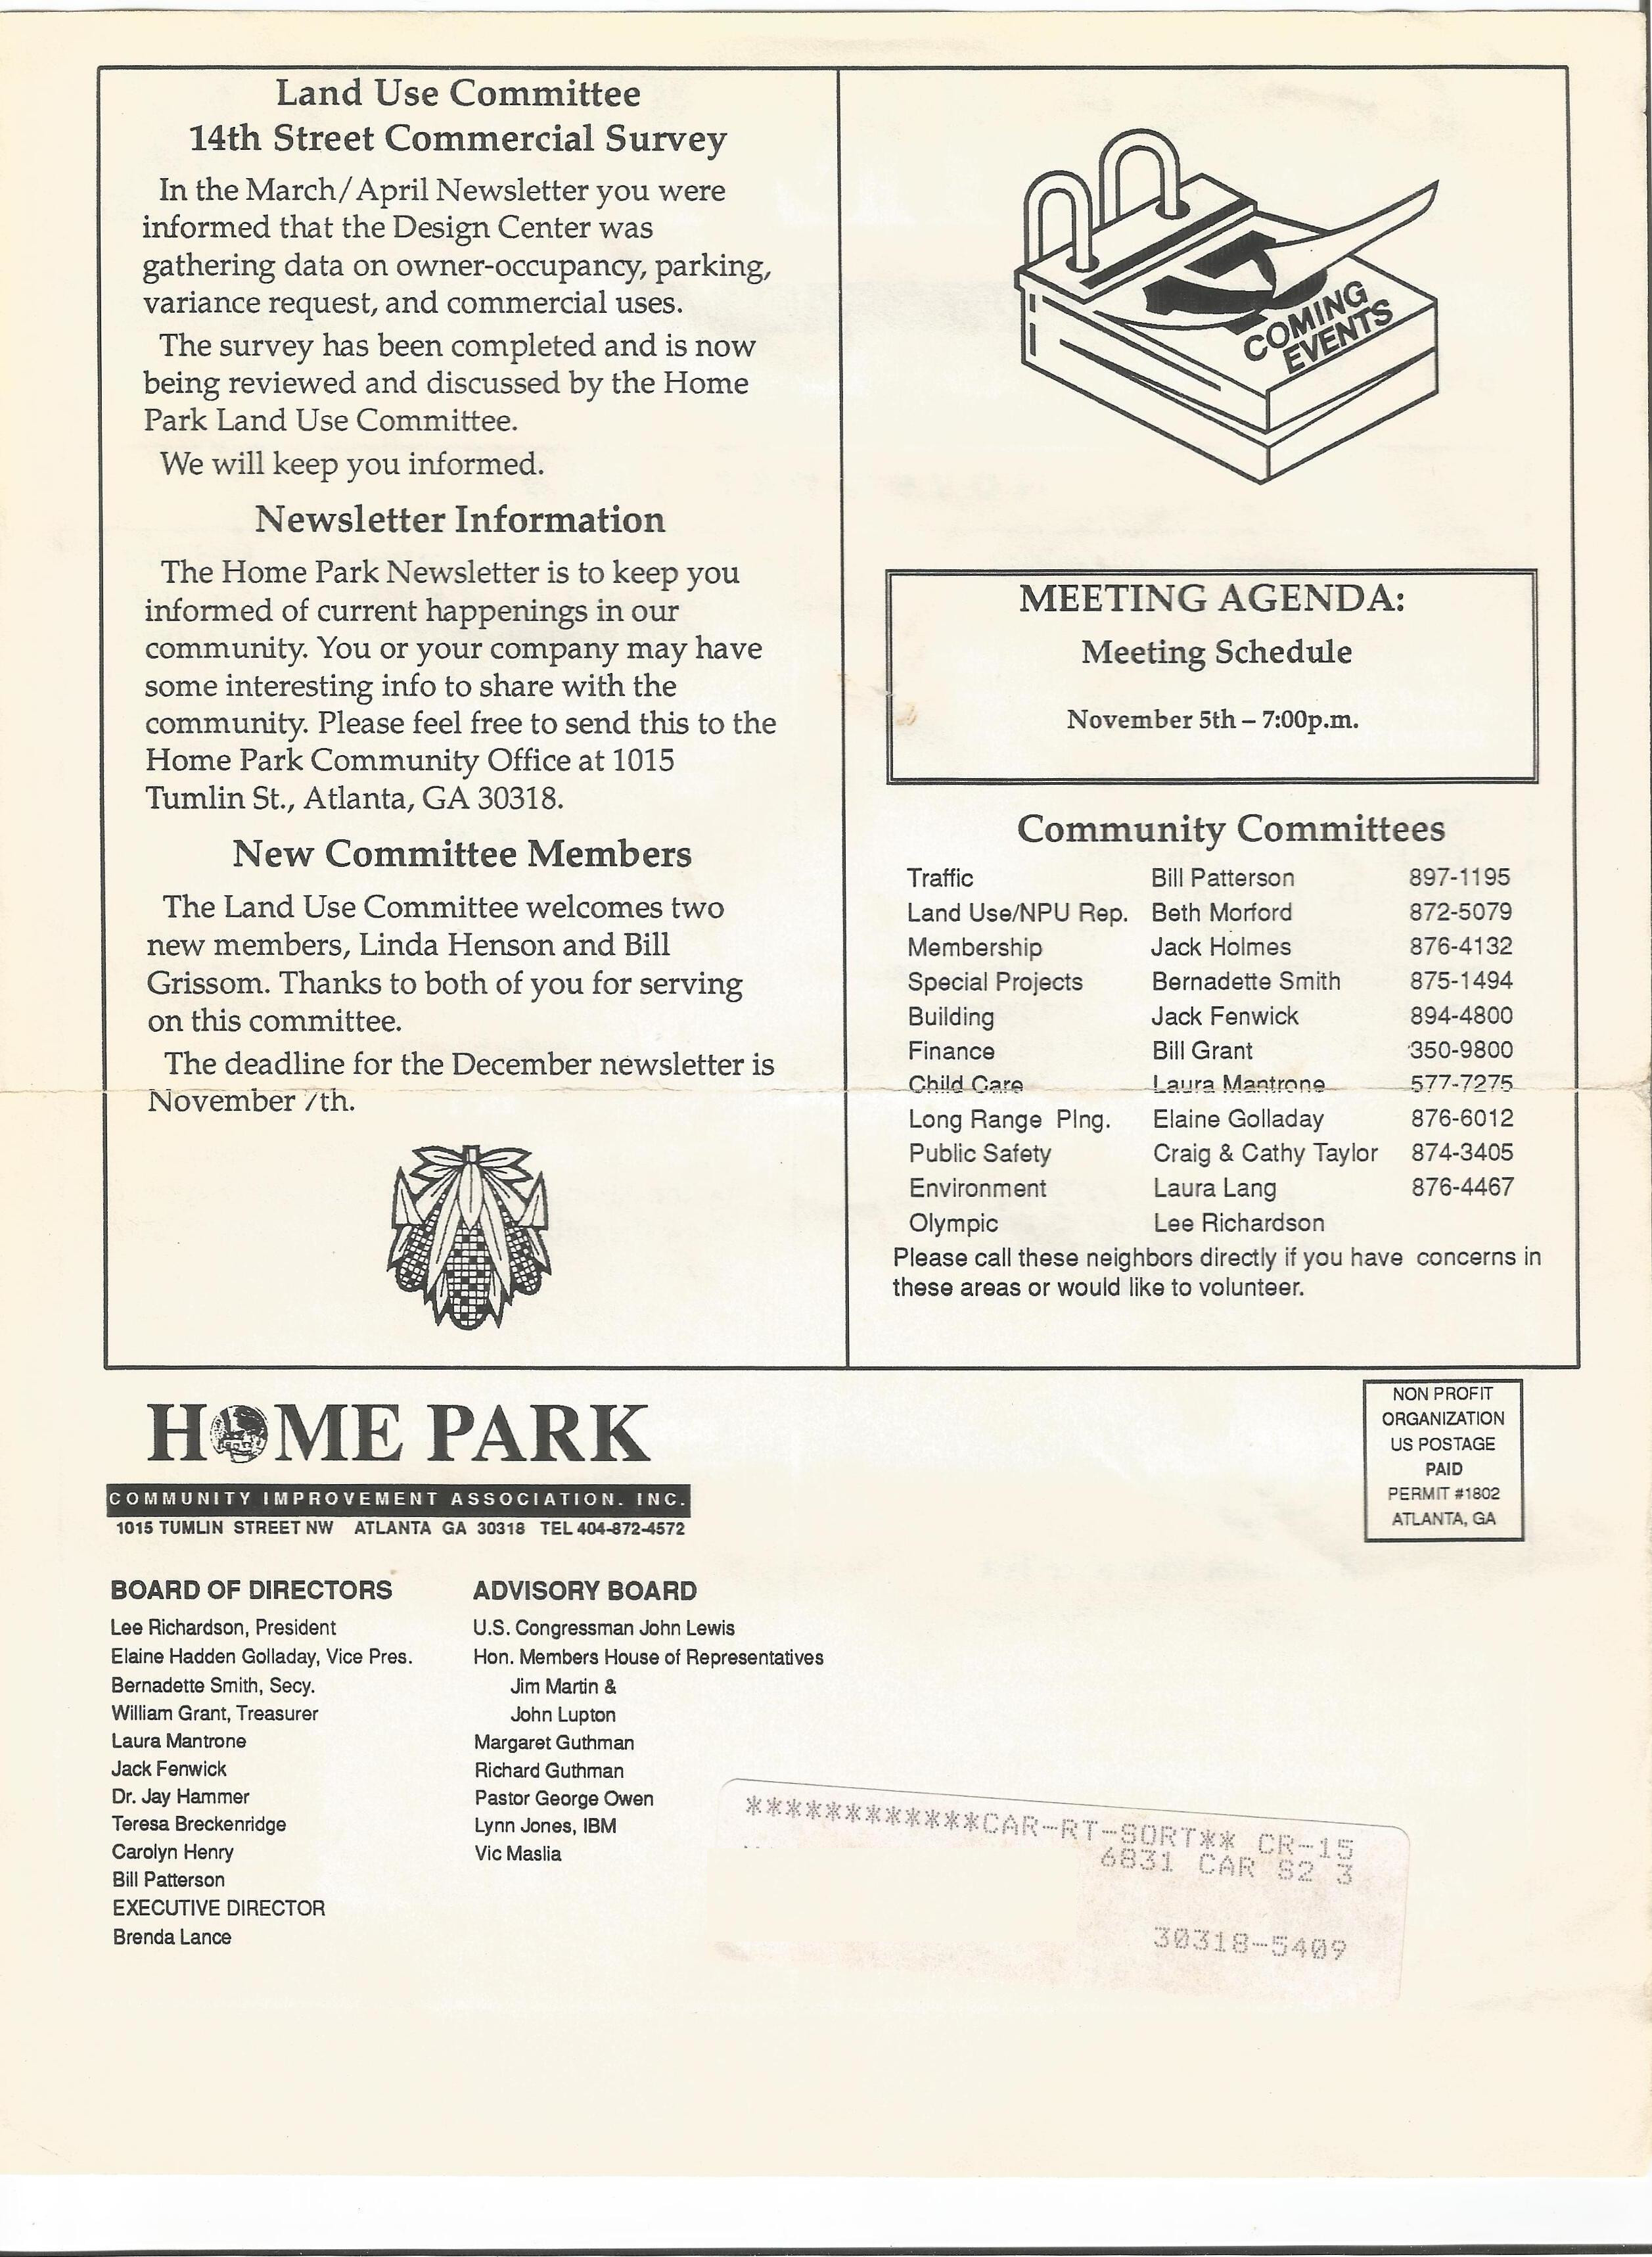 Land Use Committee
14th Street Commercial Survey
In the March/April Newsletter you were
informed that the Design Center was
gathering data on owner-occupancy, parking,
variance request, and commercial uses.
The survey has been completed and is now
being reviewed and discussed by the Home
Park Land Use Committee.
We will keep you informed.
Newsletter Information
The Home Park Newsletter is to keep you
informed of current happenings in our
community. You or your company may have
some interesting info to share with the
community. Please feel free to send this to the
Home Park Community Office at 1015
Tumlin St., Atlanta, GA 30318.
New Committee Members
The Land Use Committee welcomes two
new members, Linda Henson and Bill
Grissom. Thanks to both of you for serving
on this committee.
The deadline for the December newsletter is
November 7th.
COMING
EVENTS
MEETING AGENDA:
Meeting Schedule
November 5th – 7:00p.m.
Community Committees
Traffic Bill Patterson 897-1195
Land Use/NPU Rep. Beth Morford 872-5079
Membership Jack Holmes 876-4132
Special Projects Bernadette Smith 875-1494
Building Jack Fenwick 894-4800
Finance Bill Grant 350-9800
Child Care Laura Mantrone 577-7275
Long Range Plng. Elaine Golladay 876-6012
Public Safety Craig & Cathy Taylor 874-3405
Environment Laura Lang 876-4467
Olympic Lee Richardson
Please call these neighbors directly if you have concerns in
these areas or would like to volunteer.
HOME PARK
COMMUNITY IMPROVEMENT ASSOCIATION. INC.
1015 TUMLIN STREET NW ATLANTA GA 30318 TEL 404-872-4572
NON PROFIT
ORGANIZATION
US POSTAGE
PAID
PERMIT #1802
ATLANTA, GA
BOARD OF DIRECTORS
Lee Richardson, President
Elaine Hadden Golladay, Vice Pres.
Bernadette Smith, Secy.
William Grant, Treasurer
Laura Mantrone
Jack Fenwick
Dr. Jay Hammer
Teresa Breckenridge
Carolyn Henry
Bill Patterson
EXECUTIVE DIRECTOR
Brenda Lance
ADVISORY BOARD
U.S. Congressman John Lewis
Hon. Members House of Representatives
Jim Martin &
John Lupton
Margaret Guthman
Richard Guthman
Pastor George Owen
Lynn Jones, IBM
Vic Maslia
************CAR-RT-SORT** CR-15
6831 CAR S2 3
30318-5409